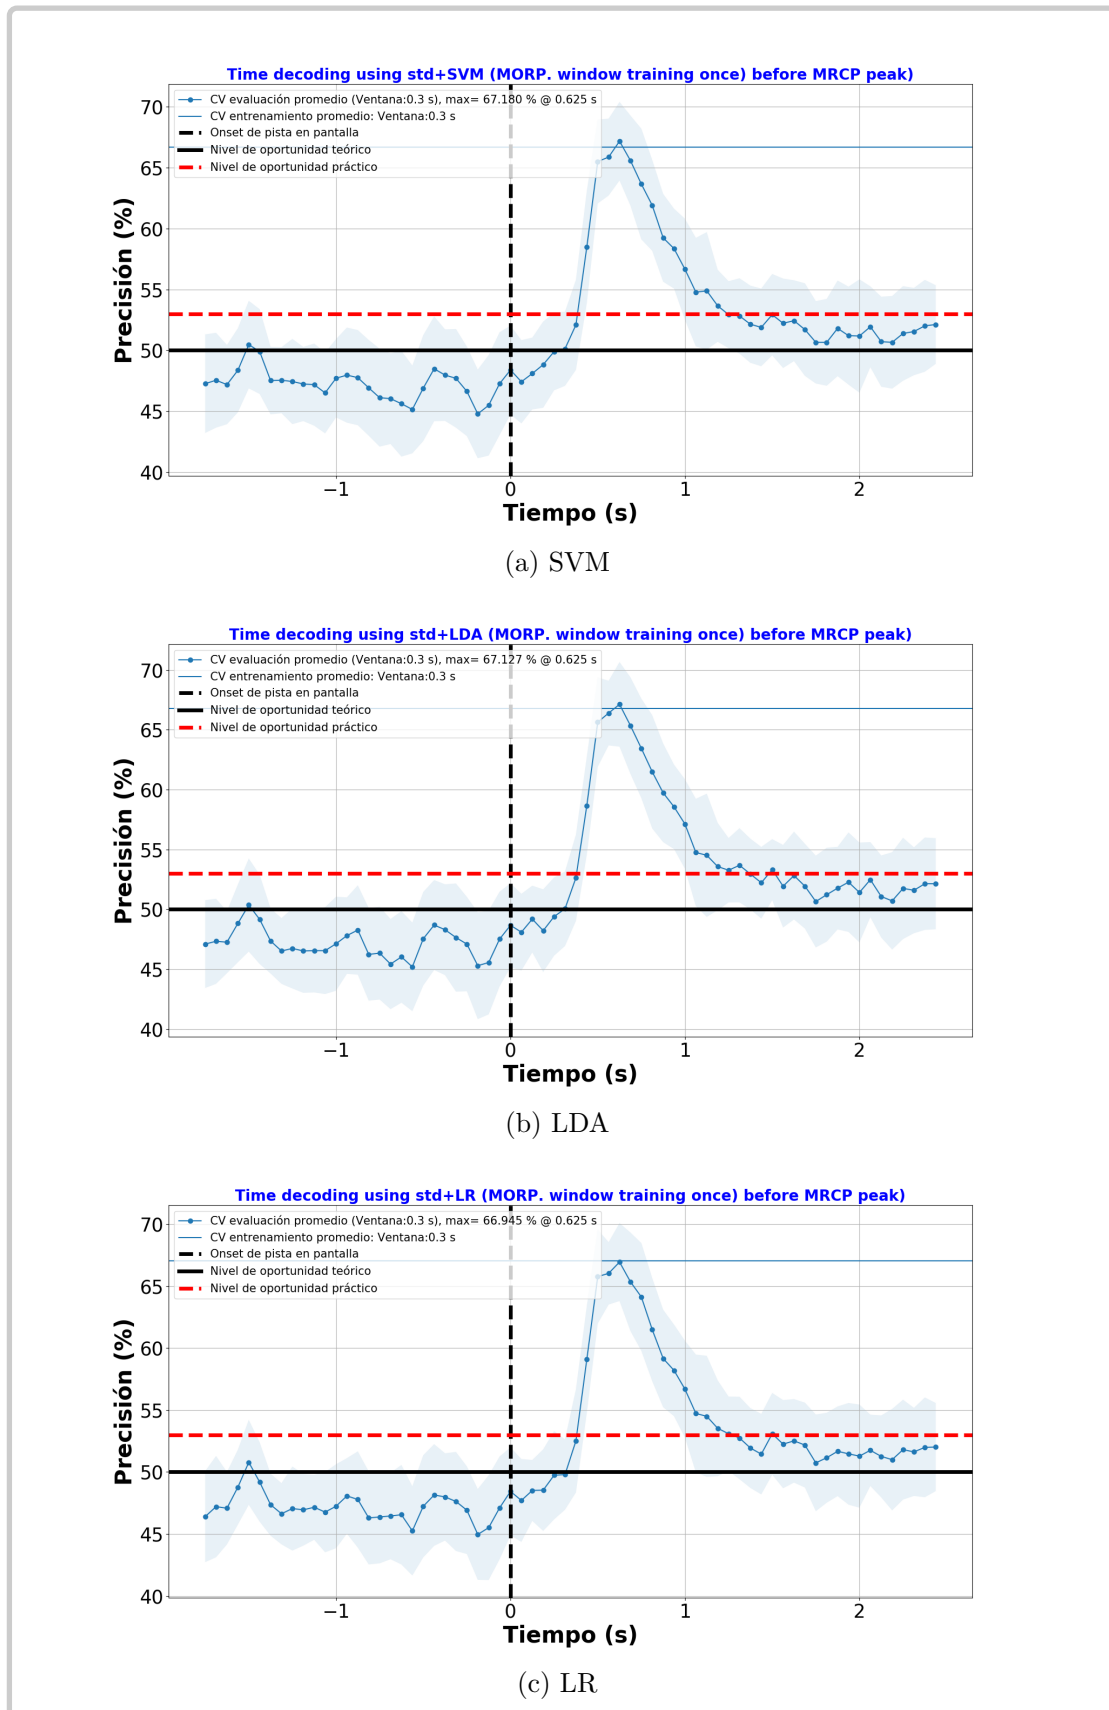 Time decoding using std+SVM (MORP. window training once) before MRCP peak)
CV evaluación promedio (Ventana:0.3 s), max= 67.180 % @ 0.625 s
CV entrenamiento promedio: Ventana:0.3 s
Onset de pista en pantalla
Nivel de oportunidad teórico
Nivel de oportunidad práctico
70
65
60
55
50
45
40
Precisión (%)
−1 0 1 2
Tiempo (s)
(a) SVM
Time decoding using std+LDA (MORP. window training once) before MRCP peak)
CV evaluación promedio (Ventana:0.3 s), max= 67.127 % @ 0.625 s
CV entrenamiento promedio: Ventana:0.3 s
Onset de pista en pantalla
Nivel de oportunidad teórico
Nivel de oportunidad práctico
70
65
60
55
50
45
40
Precisión (%)
−1 0 1 2
Tiempo (s)
(b) LDA
Time decoding using std+LR (MORP. window training once) before MRCP peak)
CV evaluación promedio (Ventana:0.3 s), max= 66.945 % @ 0.625 s
CV entrenamiento promedio: Ventana:0.3 s
Onset de pista en pantalla
Nivel de oportunidad teórico
Nivel de oportunidad práctico
70
65
60
55
50
45
40
Precisión (%)
−1 0 1 2
Tiempo (s)
(c) LR